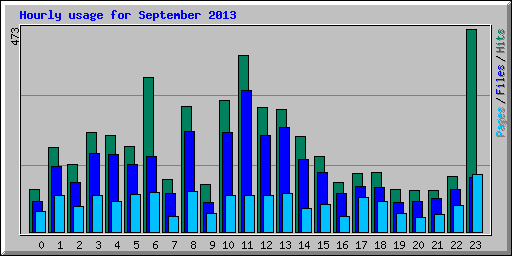 Hourly usage for September 2013
473
Pages / Files / Hits
0 1 2 3 4 5 6 7 8 9 10 11 12 13 14 15 16 17 18 19 20 21 22 23